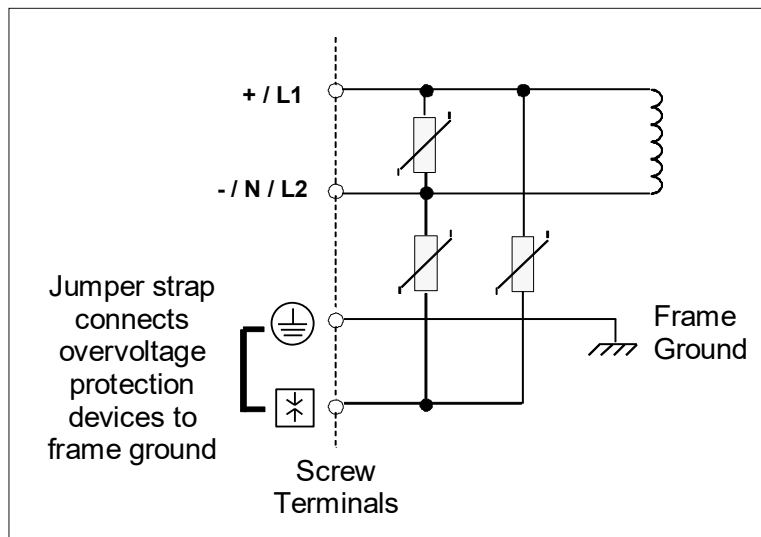 + / L1
- / N / L2
Jumper strap
connects
overvoltage
protection
devices to
frame ground
Frame
Ground
Screw
Terminals